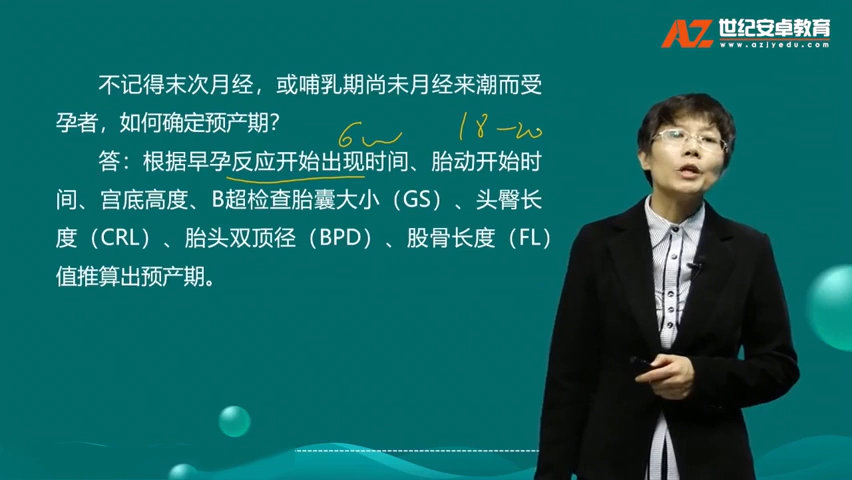 AZ 世纪安卓教育
www.azjyedu.com
不记得末次月经，或哺乳期尚未月经来潮而受
孕者，如何确定预产期？
6w 18-20
答：根据早孕反应开始出现时间、胎动开始时
间、宫底高度、B超检查胎囊大小（GS）、头臀长
度（CRL）、胎头双顶径（BPD）、股骨长度（FL）
值推算出预产期。